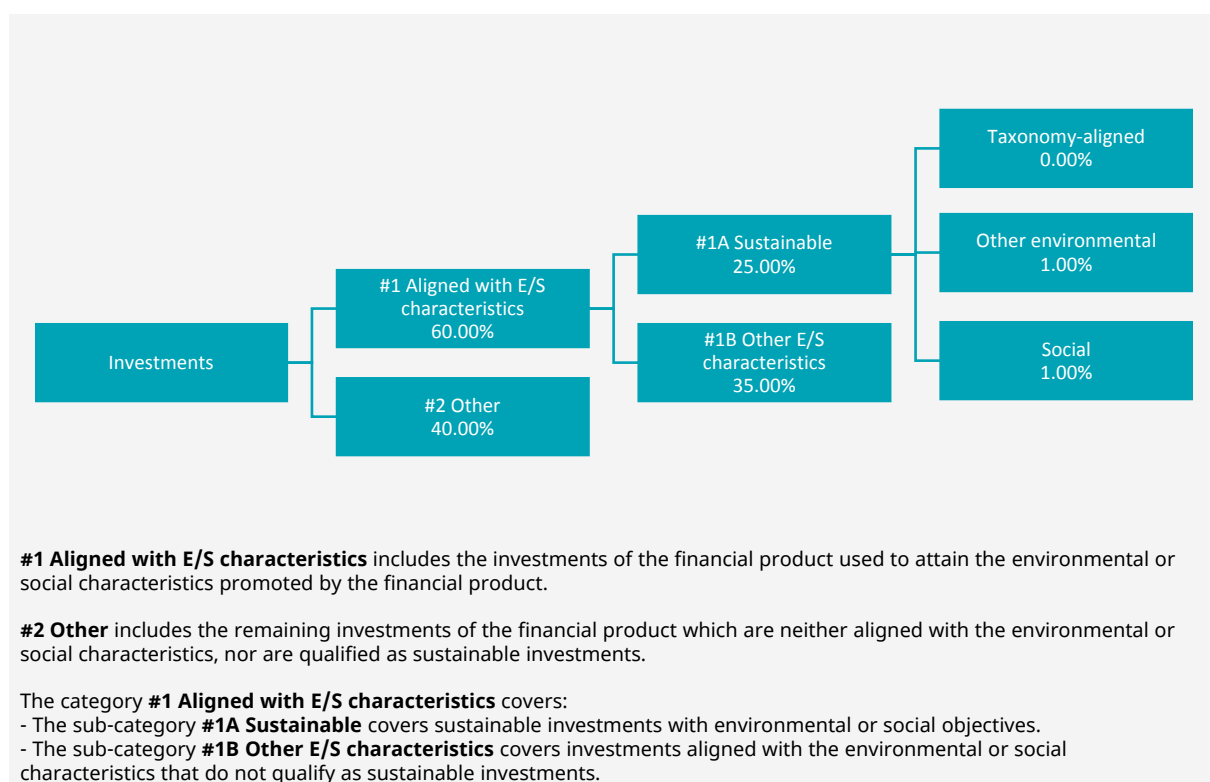 Taxonomy-aligned
0.00%
#1A Sustainable
25.00%
Other environmental
1.00%
#1 Aligned with E/S
characteristics
60.00%
Investments
#1B Other E/S
characteristics
35.00%
Social
1.00%
#2 Other
40.00%
#1 Aligned with E/S characteristics includes the investments of the financial product used to attain the environmental or
social characteristics promoted by the financial product.
#2 Other includes the remaining investments of the financial product which are neither aligned with the environmental or
social characteristics, nor are qualified as sustainable investments.
The category #1 Aligned with E/S characteristics covers:
- The sub-category #1A Sustainable covers sustainable investments with environmental or social objectives.
- The sub-category #1B Other E/S characteristics covers investments aligned with the environmental or social
characteristics that do not qualify as sustainable investments.